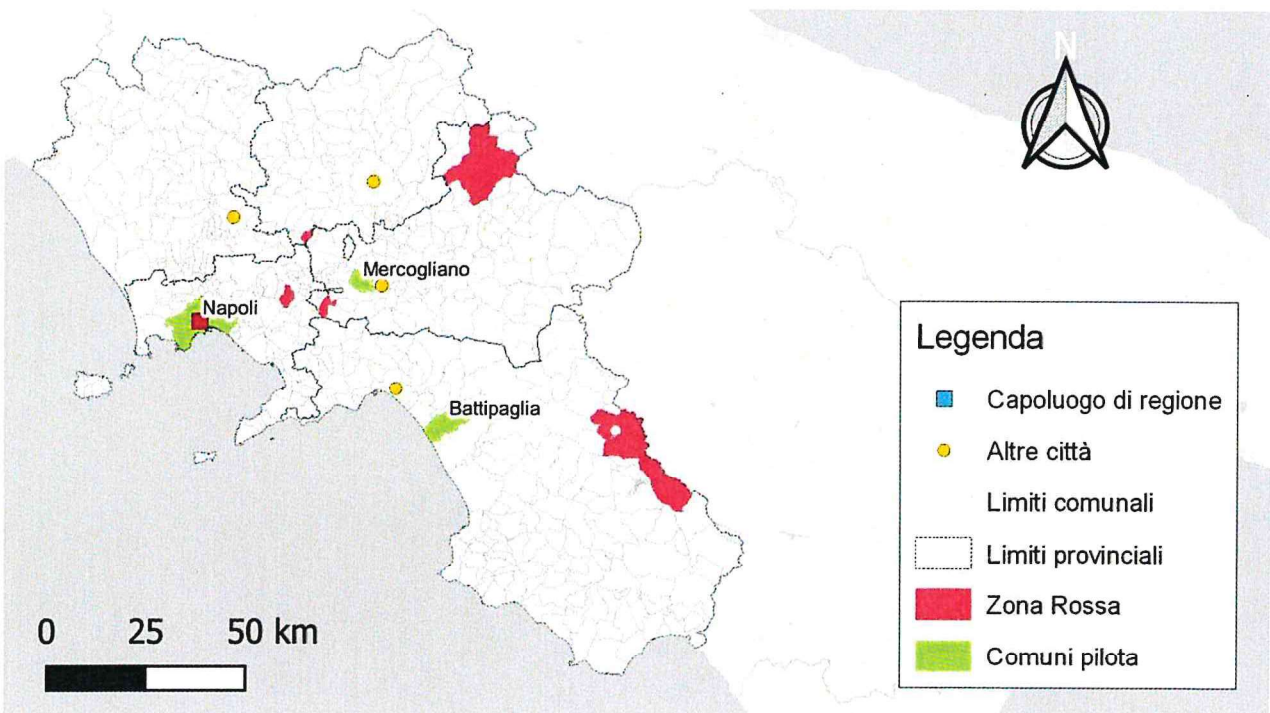 N
Mercogliano
Napoli
Battipaglia
Legenda
Capoluogo di regione
Altre città
Limiti comunali
Limiti provinciali
Zona Rossa
Comuni pilota
0 25 50 km